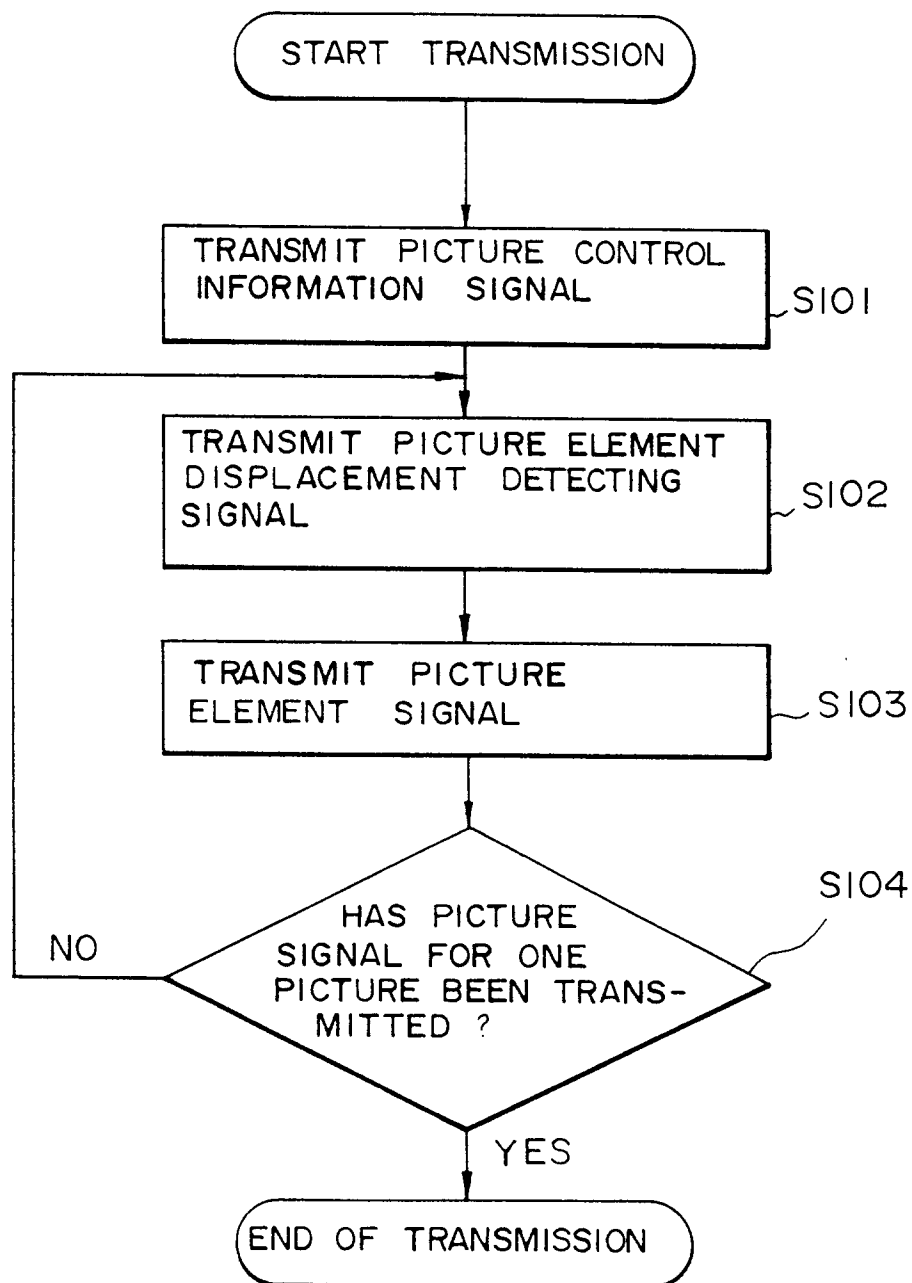 START TRANSMISSION
TRANSMIT PICTURE CONTROL
INFORMATION SIGNAL
S101
TRANSMIT PICTURE ELEMENT
DISPLACEMENT DETECTING
SIGNAL
S102
TRANSMIT PICTURE
ELEMENT SIGNAL
S103
S104
HAS PICTURE
SIGNAL FOR ONE
PICTURE BEEN TRANS-
MITTED ?
NO
YES
END OF TRANSMISSION